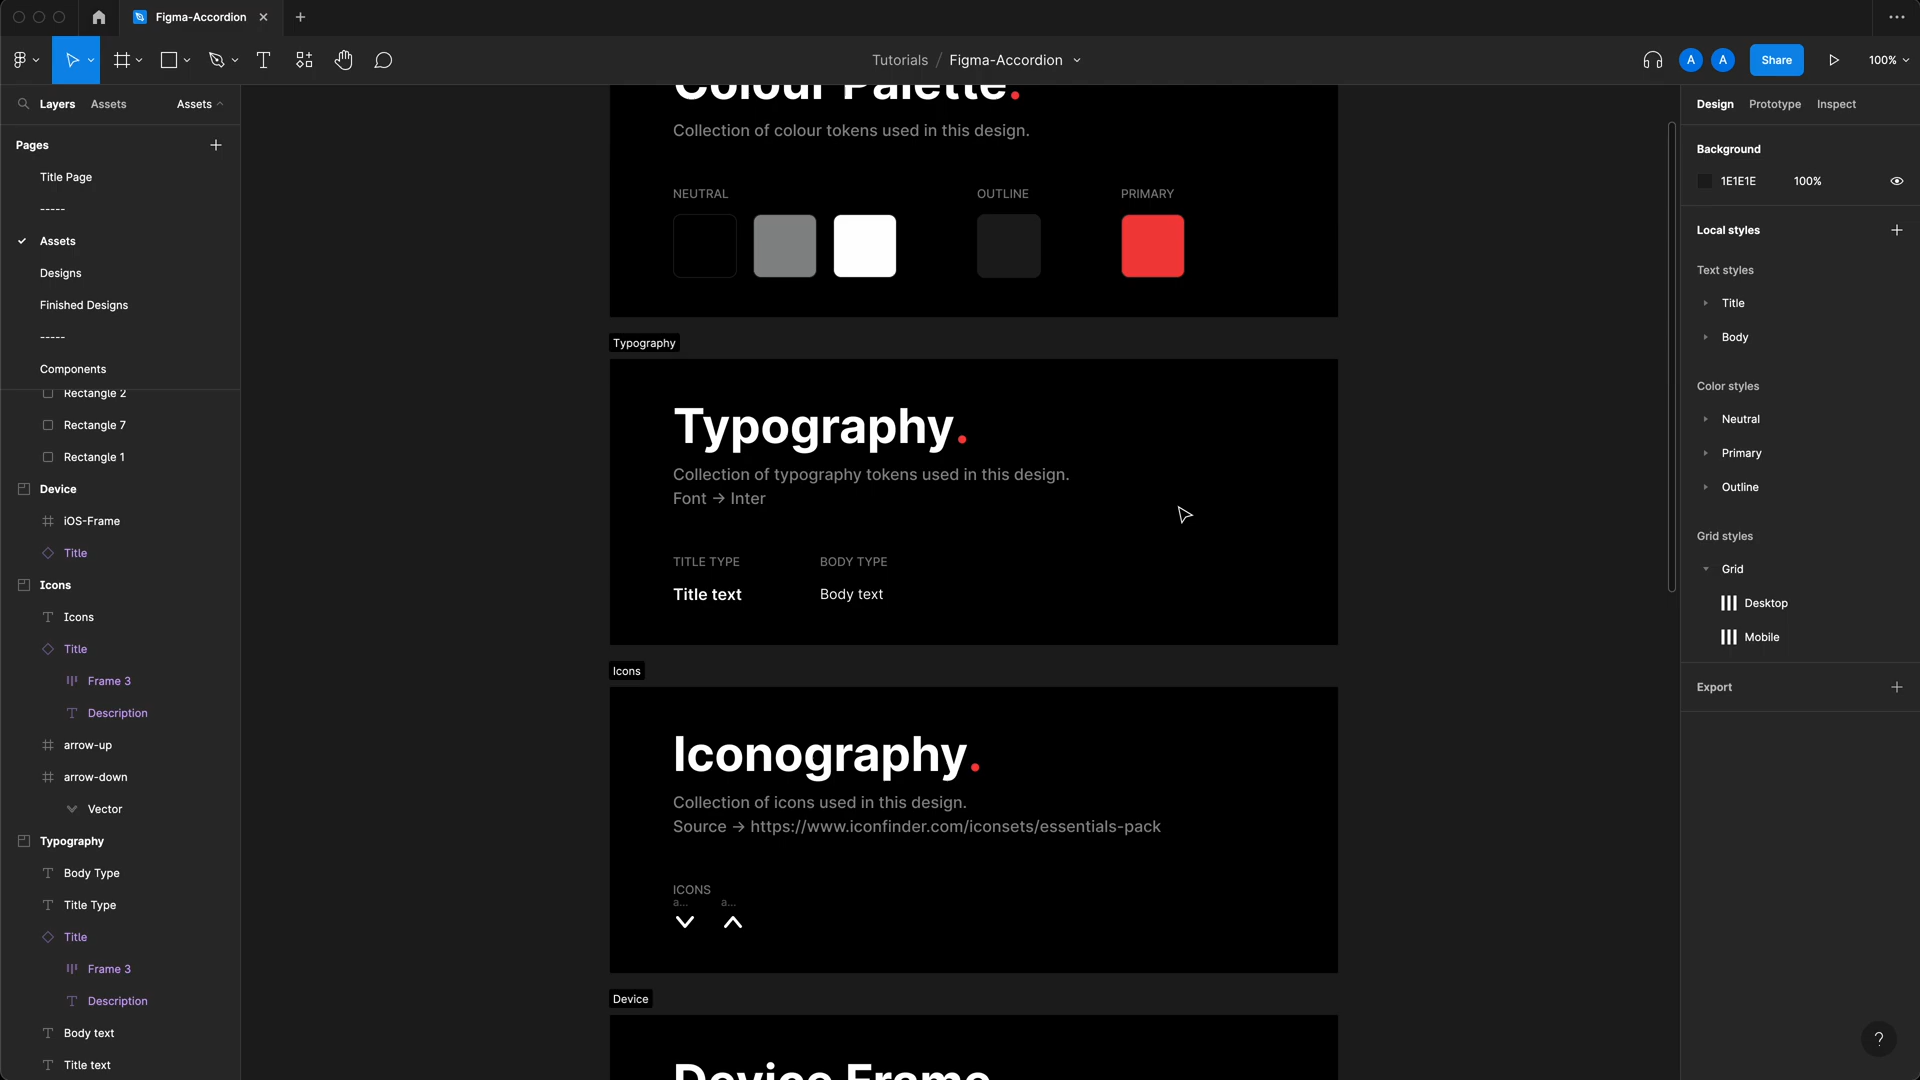 Figma-Accordion
Tutorials / Figma-Accordion
A
A
Share
100%
Layers
Assets
Assets
Pages
Title Page
-----
Assets
Designs
Finished Designs
-----
Components
Rectangle 2
Rectangle 7
Rectangle 1
Device
iOS-Frame
Title
Icons
Icons
Title
Frame 3
Description
arrow-up
arrow-down
Vector
Typography
Body Type
Title Type
Title
Frame 3
Description
Body text
Title text
Colour Palette.
Collection of colour tokens used in this design.
NEUTRAL
OUTLINE
PRIMARY
Typography
Typography.
Collection of typography tokens used in this design.
Font → Inter
TITLE TYPE
BODY TYPE
Title text
Body text
Icons
Iconography.
Collection of icons used in this design.
Source → https://www.iconfinder.com/iconsets/essentials-pack
ICONS
a...
a...
Device
Device Frame
Design
Prototype
Inspect
Background
1E1E1E
100%
Local styles
Text styles
Title
Body
Color styles
Neutral
Primary
Outline
Grid styles
Grid
Desktop
Mobile
Export
?